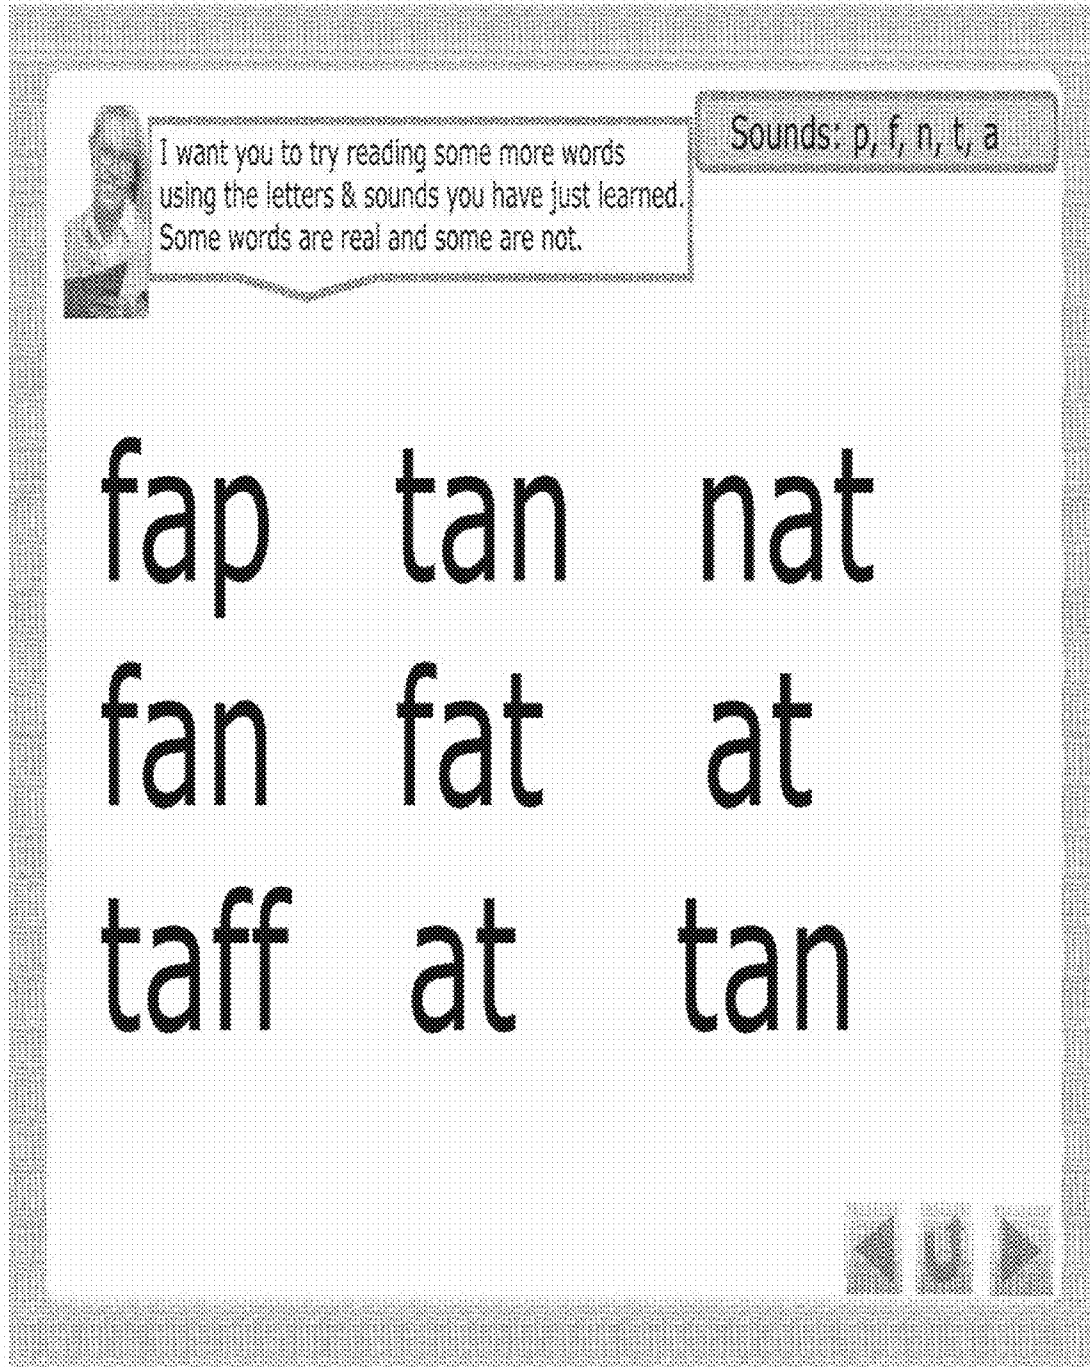 Sounds: p, f, n, t, a
I want you to try reading some more words
using the letters & sounds you have just learned.
Some words are real and some are not.
fap tan nat
fan fat at
taff at tan